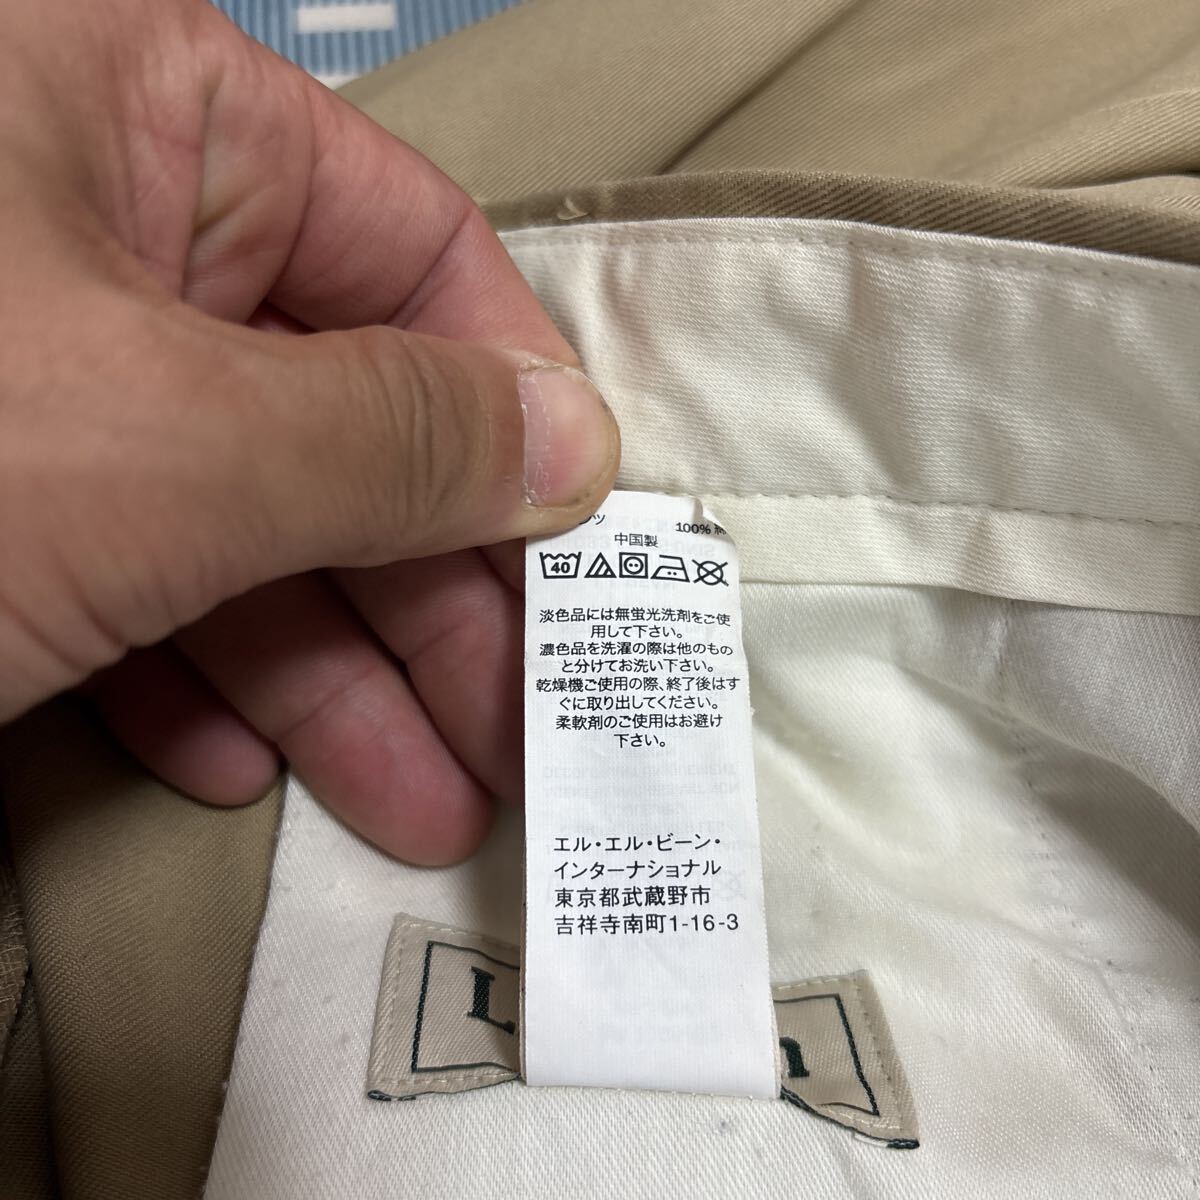 100% 綿
中国製
40
淡色品には無蛍光洗剤をご使
用して下さい。
濃色品を洗濯の際は他のもの
と分けてお洗い下さい。
乾燥機ご使用の際、終了後はす
ぐに取り出してください。
柔軟剤のご使用はお避け
下さい。
エル・エル・ビーン・
インターナショナル
東京都武蔵野市
吉祥寺南町1-16-3
L
n